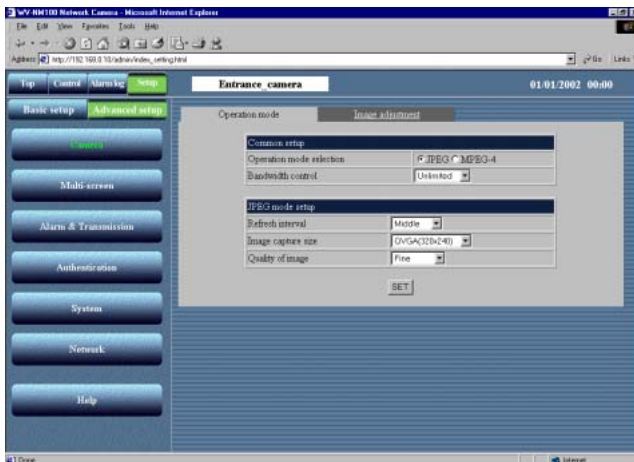 WV-NM100 Network Camera - Microsoft Internet Explorer
File Edit View Favorites Tools Help
Address http://192.168.0.10/admin/index_setting.html Go Links
Top Control Alarm log Setup
Entrance_camera
01/01/2002 00:00
Basic setup Advanced setup
Operation mode Image adjustment
Camera
Multi-screen
Alarm & Transmission
Authentication
System
Network
Help
Common setup
Operation mode selection JPEG MPEG-4
Bandwidth control Unlimited
JPEG mode setup
Refresh interval Middle
Image capture size QVGA(320x240)
Quality of image Fine
SET
Done Internet